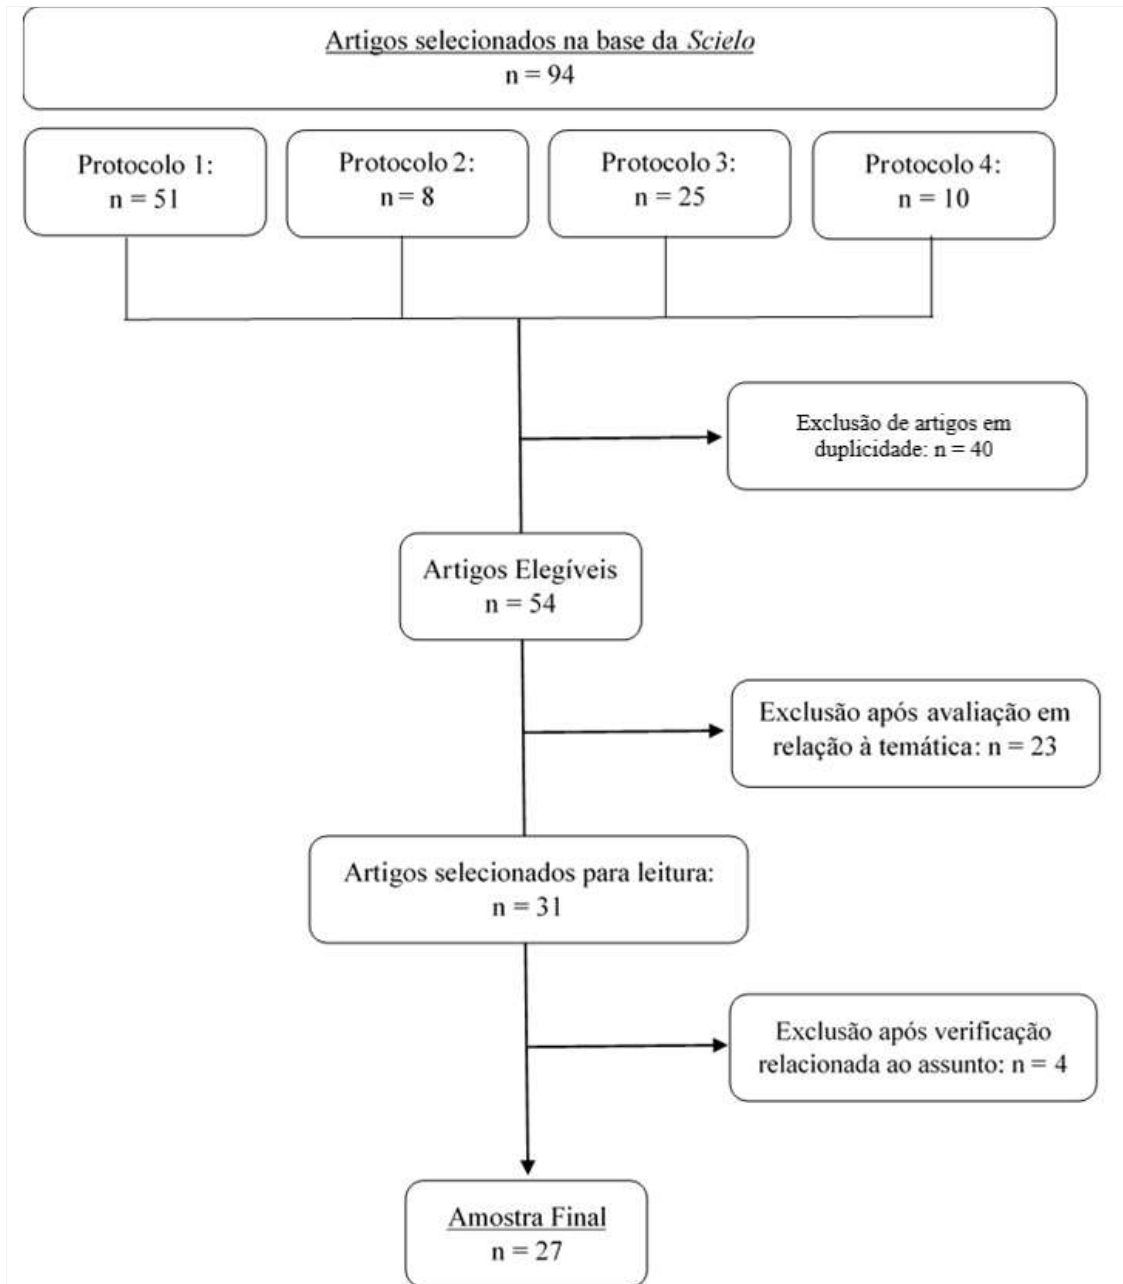 Artigos selecionados na base da Scielo
n = 94
Protocolo 1:
n = 51
Protocolo 2:
n = 8
Protocolo 3:
n = 25
Protocolo 4:
n = 10
Exclusão de artigos em
duplicidade: n = 40
Artigos Elegíveis
n = 54
Exclusão após avaliação em
relação à temática: n = 23
Artigos selecionados para leitura:
n = 31
Exclusão após verificação
relacionada ao assunto: n = 4
Amostra Final
n = 27